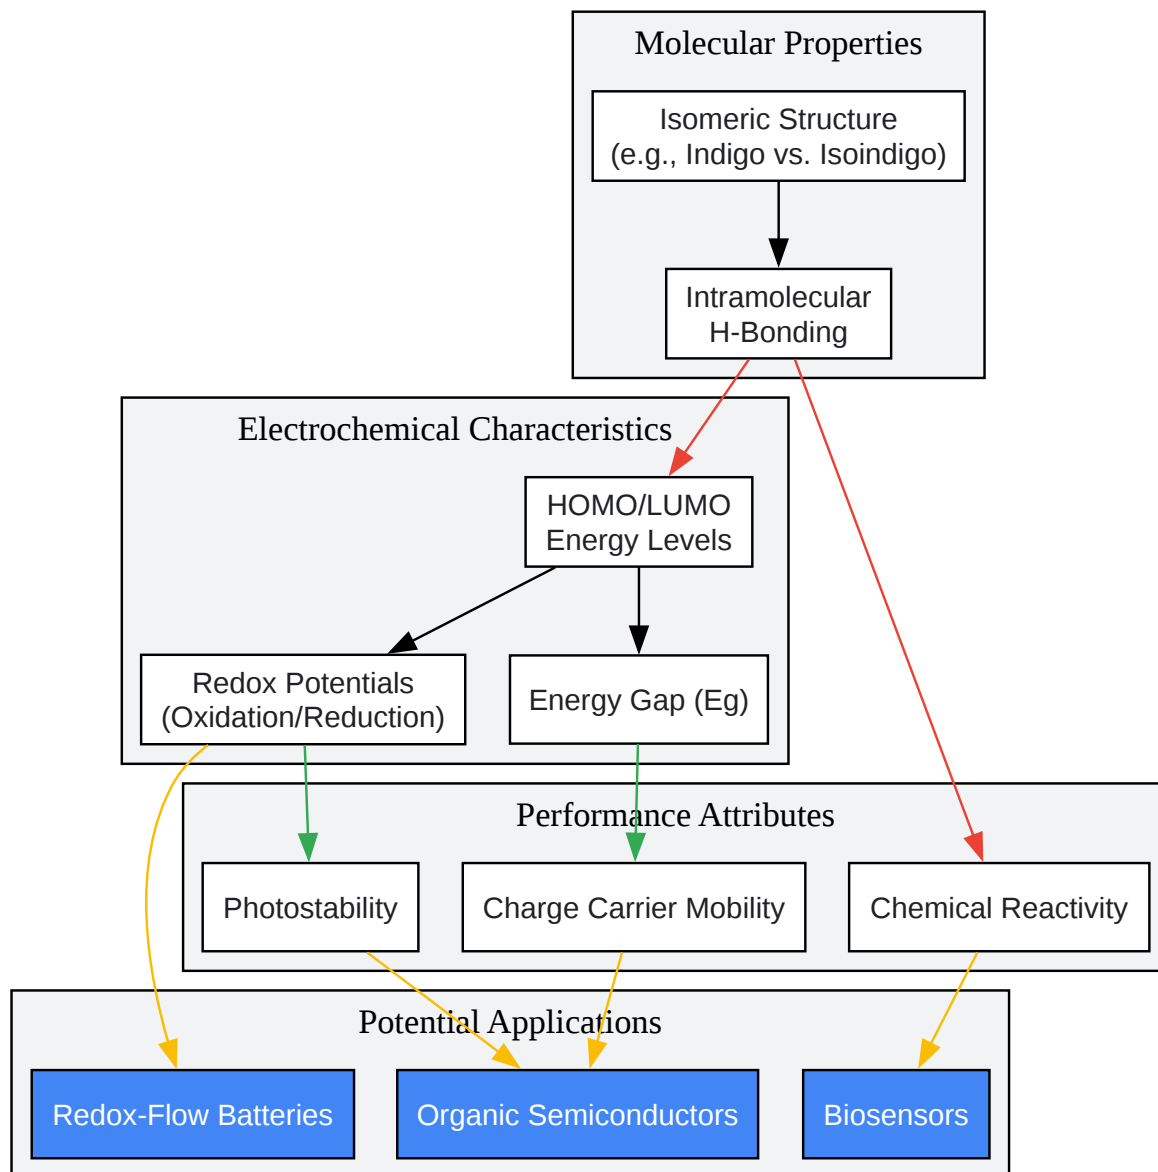 Molecular Properties
Isomeric Structure
(e.g., Indigo vs. Isoindigo)
Intramolecular
H-Bonding
Electrochemical Characteristics
HOMO/LUMO
Energy Levels
Redox Potentials
(Oxidation/Reduction)
Energy Gap (Eg)
Performance Attributes
Photostability
Charge Carrier Mobility
Chemical Reactivity
Potential Applications
Redox-Flow Batteries
Organic Semiconductors
Biosensors